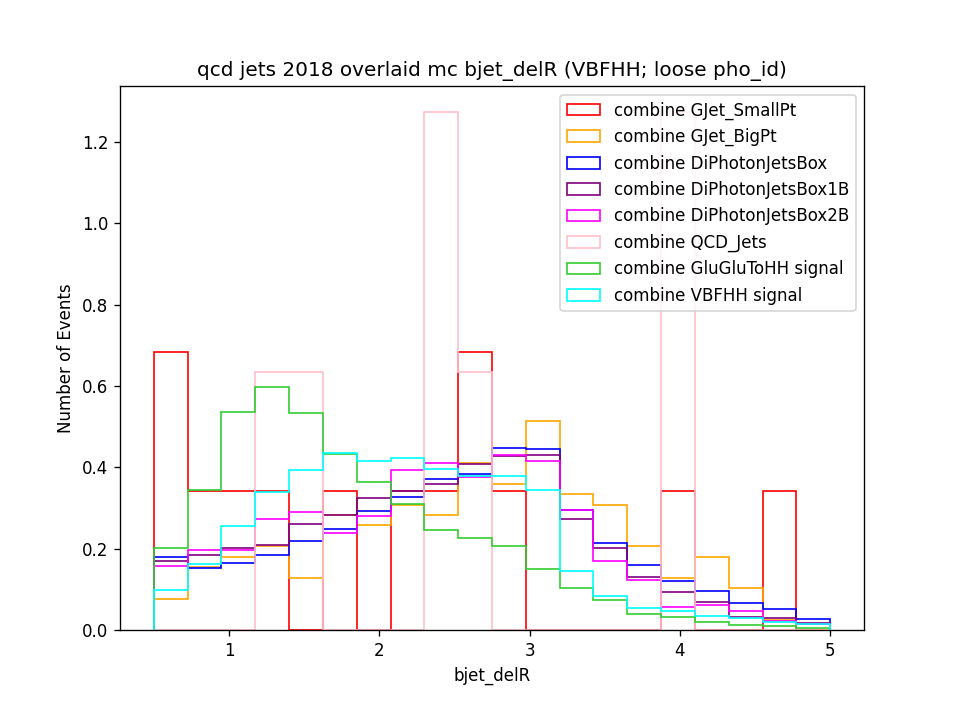 qcd jets 2018 overlaid mc bjet_delR (VBFHH; loose pho_id)
combine GJet_SmallPt
combine GJet_BigPt
combine DiPhotonJetsBox
combine DiPhotonJetsBox1B
combine DiPhotonJetsBox2B
combine QCD_Jets
combine GluGluToHH signal
combine VBFHH signal
Number of Events
1.2
1.0
0.8
0.6
0.4
0.2
0.0
1 2 3 4 5
bjet_delR